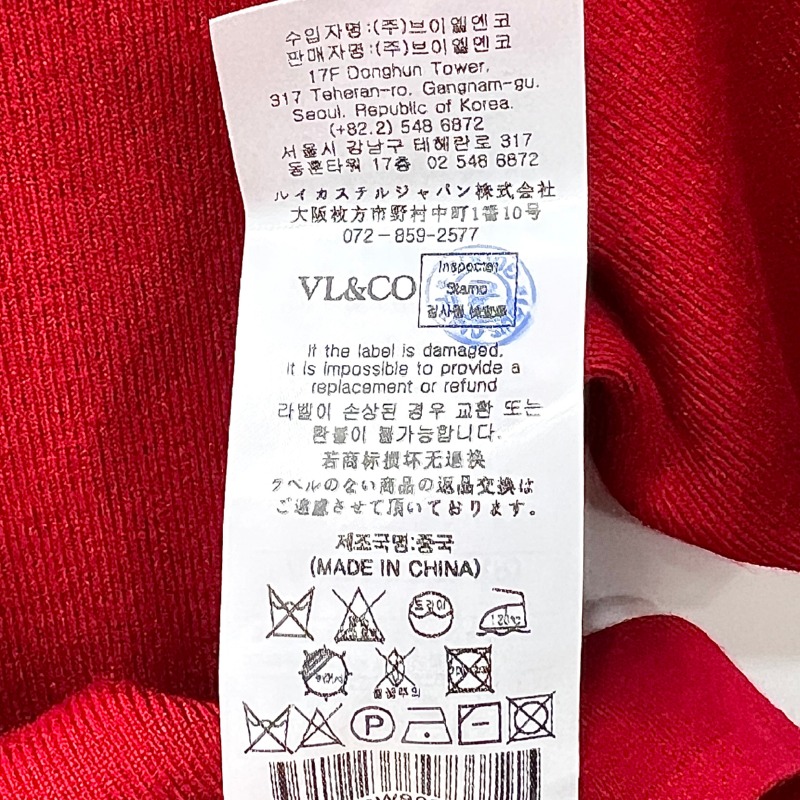 수입자명:(주)브이엘엔코
판매자명:(주)브이엘엔코
17F Donghun Tower,
317 Teheran-ro, Gangnam-gu,
Seoul, Republic of Korea.
(+82.2) 548 6872
서울시 강남구 테헤란로 317
동훈타워 17층 02 548 6872
ルイカステルジャパン株式会社
大阪枚方市野村中町1番10号
072-859-2577
VL&CO
Inspector
Stamp
검사필
If the label is damaged,
it is impossible to provide a
replacement or refund
라벨이 손상된 경우 교환 또는
환불이 불가능합니다.
若商标损坏无退换
ラベルのない商品の返品交換は
ご遠慮させて頂いております。
제조국명:중국
(MADE IN CHINA)
드라이
P